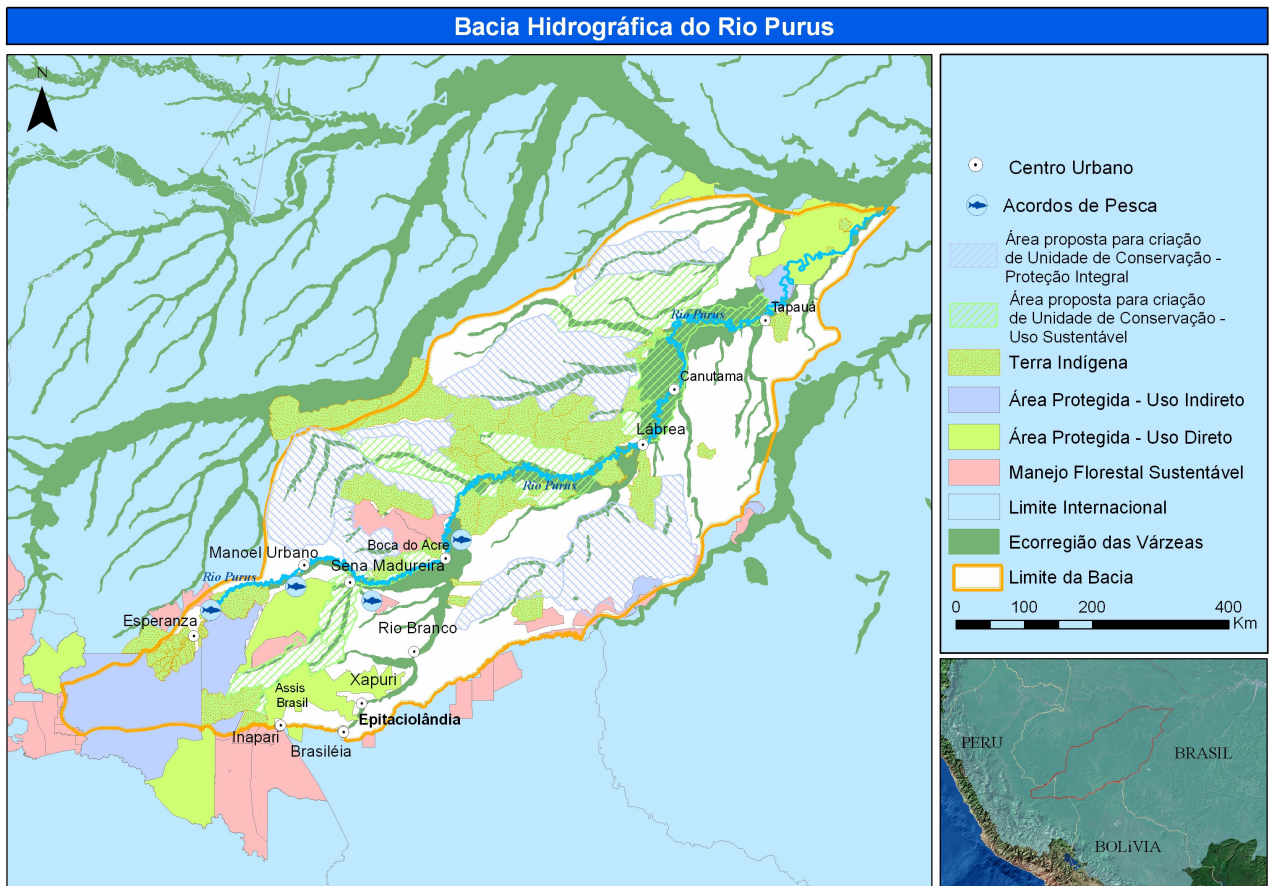 Bacia Hidrográfica do Rio Purus
N
Rio Purus
Tapauá
Canutama
Lábrea
Rio Purus
Boca do Acre
Manoel Urbano
Sena Madureira
Rio Purus
Esperanza
Rio Branco
Xapuri
Assis
Brasil
Epitaciolândia
Inapari
Brasiléia
Centro Urbano
Acordos de Pesca
Área proposta para criação
de Unidade de Conservação -
Proteção Integral
Área proposta para criação
de Unidade de Conservação -
Uso Sustentável
Terra Indígena
Área Protegida - Uso Indireto
Área Protegida - Uso Direto
Manejo Florestal Sustentável
Limite Internacional
Ecorregião das Várzeas
Limite da Bacia
0 100 200 400
Km
PERU
BRASIL
BOLíVIA